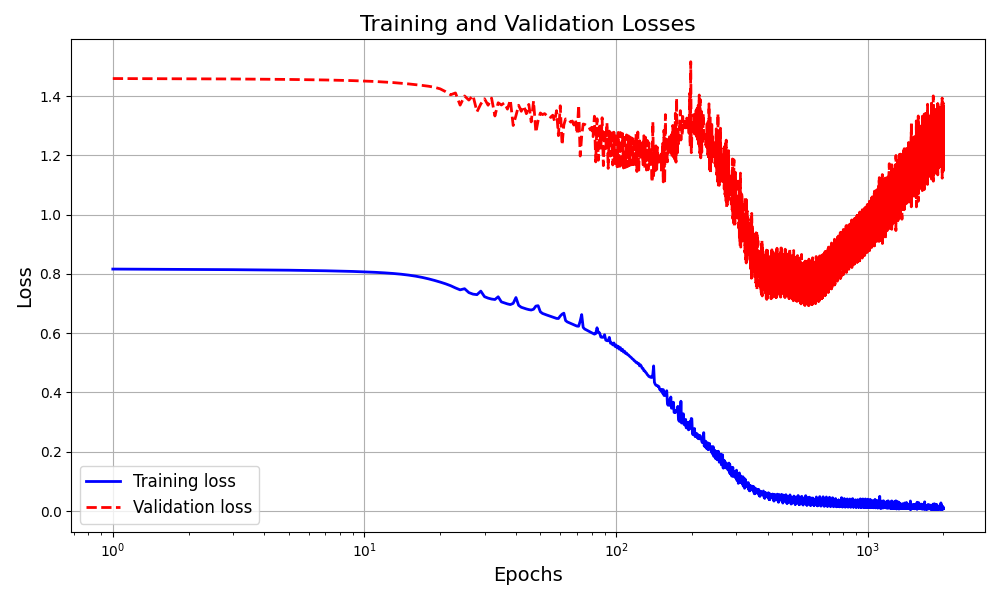 Training and Validation Losses
Loss
1.4
1.2
1.0
0.8
0.6
0.4
0.2
0.0
Training loss
Validation loss
10⁰
10¹
10²
10³
Epochs